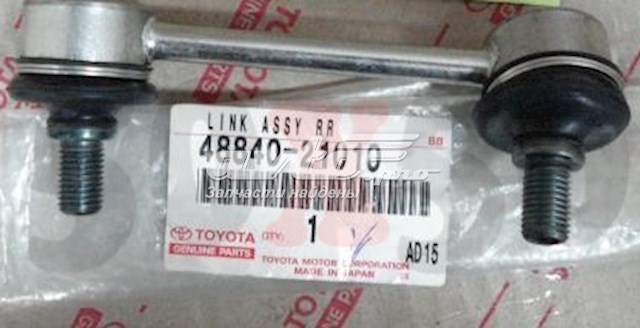 LINK ASSY RR
BB
48840-21010
запчасти найдены
TOYOTA
GENUINE PARTS
(QTY)
1
AD15
TOYOTA MOTOR CORPORATION
MADE IN JAPAN